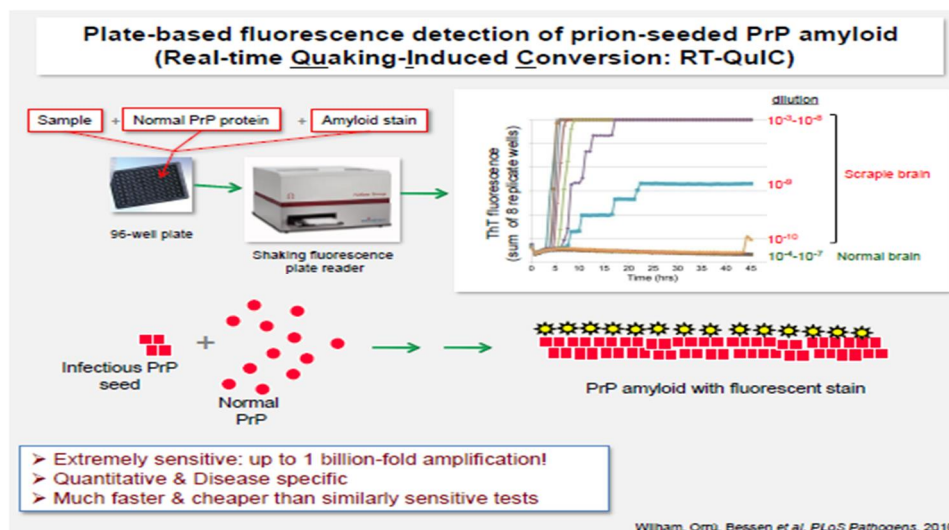 Plate-based fluorescence detection of prion-seeded PrP amyloid
(Real-time Quaking-Induced Conversion: RT-QuIC)
Sample + Normal PrP protein + Amyloid stain
96-well plate
Shaking fluorescence
plate reader
ThT fluorescence
(sum of 8 replicate wells)
0 5 10 15 20 25 30 35 40 45
Time (hrs)
dilution
10-3-10-8
10-9
10-10
10-4-10-7
Scrapie brain
Normal brain
Infectious PrP
seed
+
Normal
PrP
PrP amyloid with fluorescent stain
➢ Extremely sensitive: up to 1 billion-fold amplification!
➢ Quantitative & Disease specific
➢ Much faster & cheaper than similarly sensitive tests
Wilham, Orrú, Bessen et al. PLoS Pathogens, 201